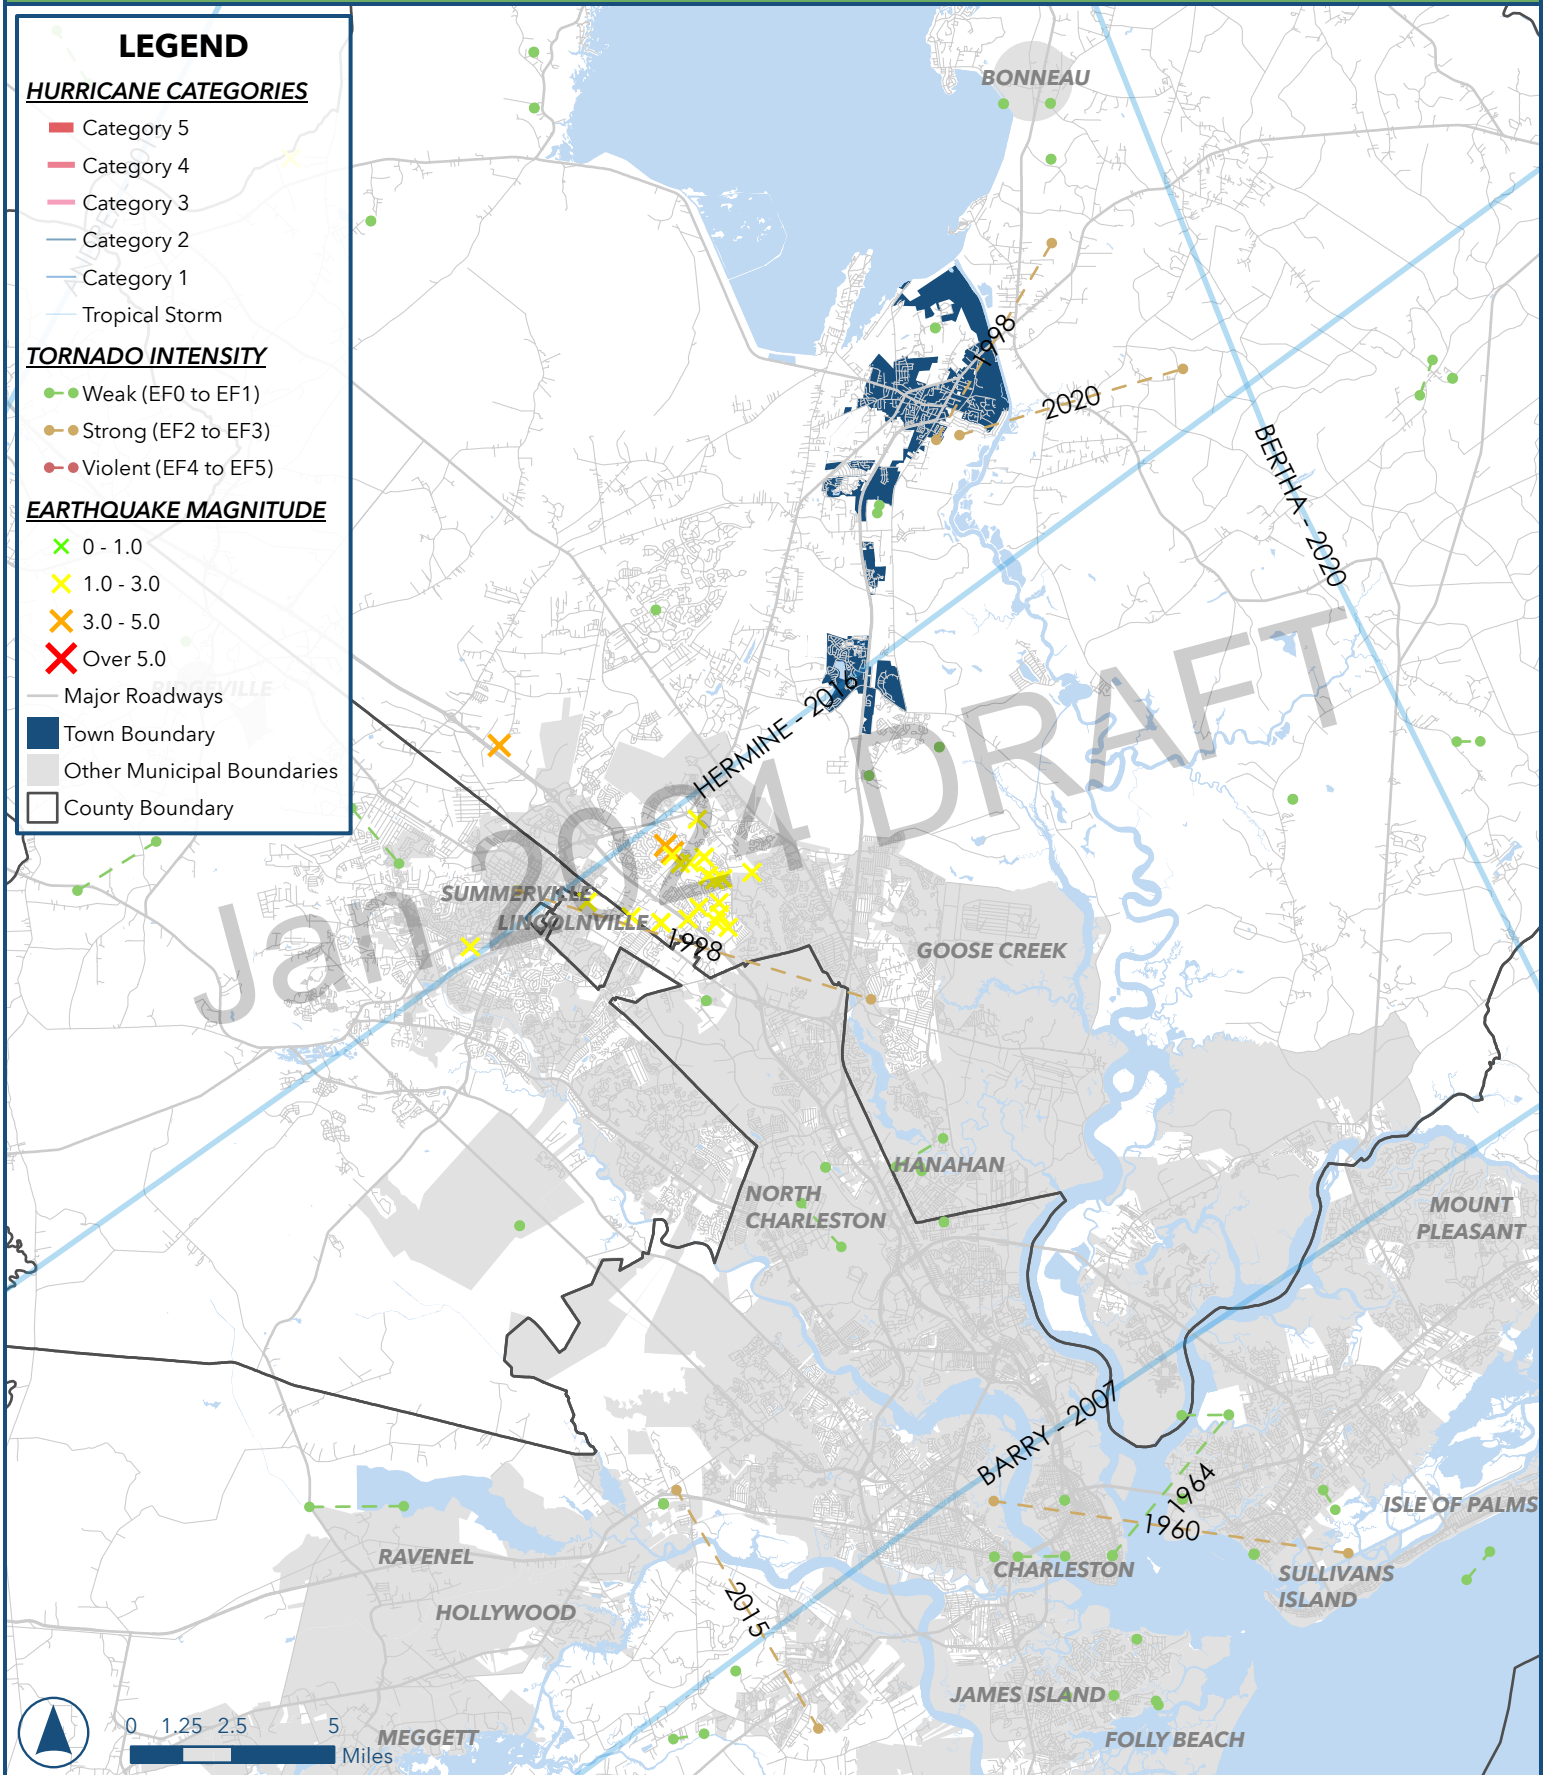 LEGEND
HURRICANE CATEGORIES
Category 5
Category 4
Category 3
Category 2
Category 1
Tropical Storm
TORNADO INTENSITY
Weak (EF0 to EF1)
Strong (EF2 to EF3)
Violent (EF4 to EF5)
EARTHQUAKE MAGNITUDE
0 - 1.0
1.0 - 3.0
3.0 - 5.0
Over 5.0
Major Roadways
Town Boundary
Other Municipal Boundaries
County Boundary
BONNEAU
1998
2020
BERTHA - 2020
HERMINE - 2016
Jan 2024 DRAFT
SUMMERVILLE
LINCOLNVILLE
1998
GOOSE CREEK
HANAHAN
NORTH
CHARLESTON
MOUNT
PLEASANT
BARRY - 2007
1964
1960
ISLE OF PALMS
RAVENEL
CHARLESTON
SULLIVANS
ISLAND
HOLLYWOOD
2015
JAMES ISLAND
FOLLY BEACH
MEGGETT
0 1.25 2.5 5
Miles